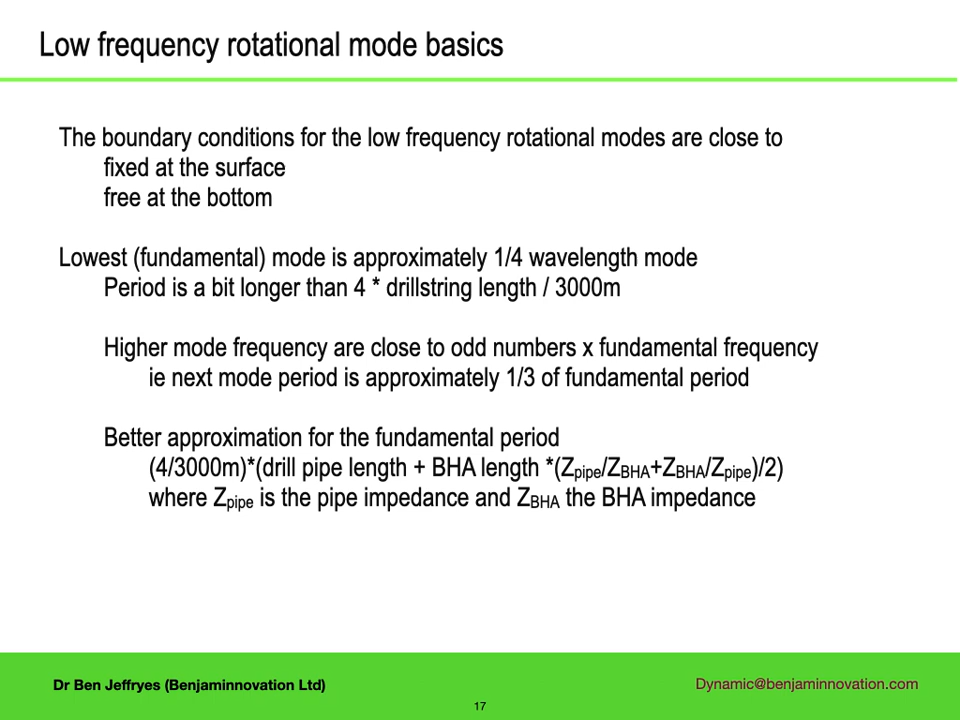 Low frequency rotational mode basics
The boundary conditions for the low frequency rotational modes are close to
fixed at the surface
free at the bottom
Lowest (fundamental) mode is approximately 1/4 wavelength mode
Period is a bit longer than 4 * drillstring length / 3000m
Higher mode frequency are close to odd numbers x fundamental frequency
ie next mode period is approximately 1/3 of fundamental period
Better approximation for the fundamental period
(4/3000m)*(drill pipe length + BHA length *(Zpipe/ZBHA+ZBHA/Zpipe)/2)
where Zpipe is the pipe impedance and ZBHA the BHA impedance
Dr Ben Jeffryes (Benjaminnovation Ltd)
Dynamic@benjaminnovation.com
17